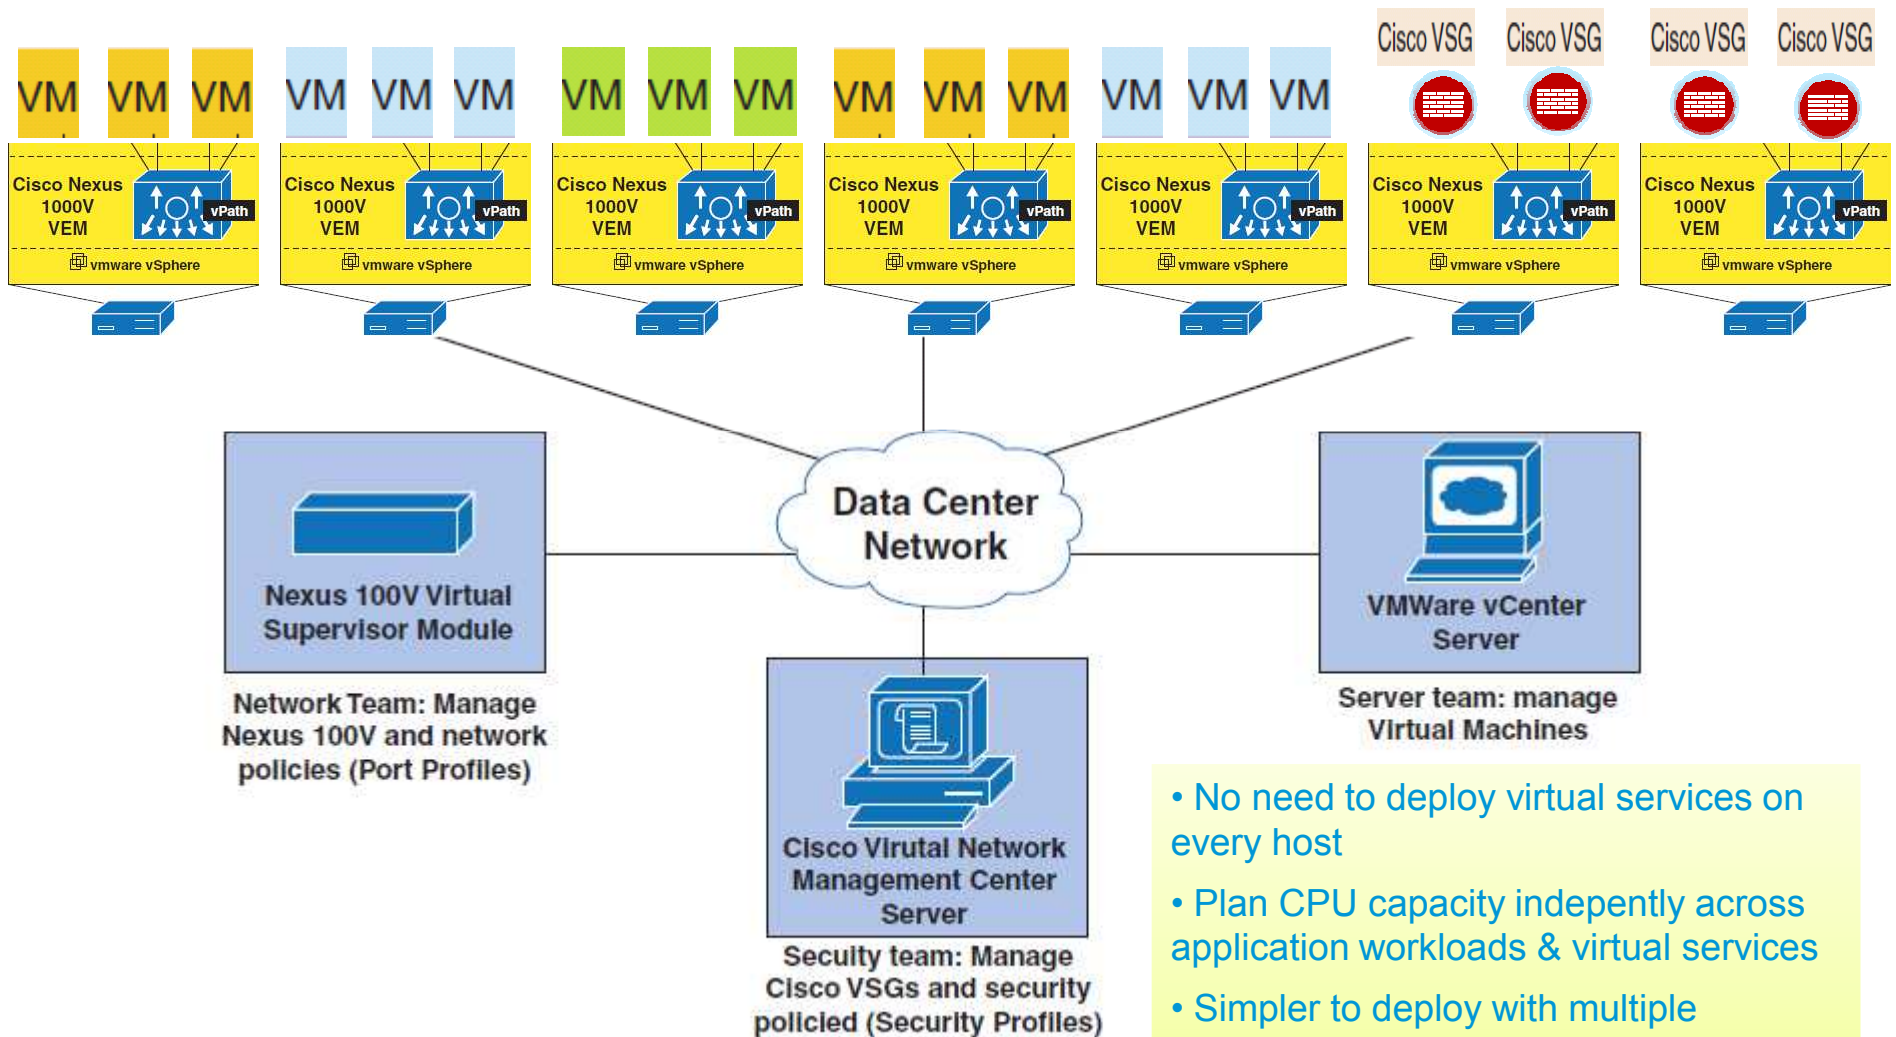 Cisco VSG Cisco VSG Cisco VSG Cisco VSG
VM VM VM VM VM VM VM VM VM VM VM VM VM VM VM
Cisco Nexus
1000V
VEM
vPath
vmware vSphere
Cisco Nexus
1000V
VEM
vPath
vmware vSphere
Cisco Nexus
1000V
VEM
vPath
vmware vSphere
Cisco Nexus
1000V
VEM
vPath
vmware vSphere
Cisco Nexus
1000V
VEM
vPath
vmware vSphere
Cisco Nexus
1000V
VEM
vPath
vmware vSphere
Cisco Nexus
1000V
VEM
vPath
vmware vSphere
Data Center
Network
Nexus 100V Virtual
Supervisor Module
Network Team: Manage
Nexus 100V and network
policies (Port Profiles)
VMWare vCenter
Server
Server team: manage
Virtual Machines
Cisco Virutal Network
Management Center
Server
Secuity team: Manage
Cisco VSGs and security
policied (Security Profiles)
• No need to deploy virtual services on
every host
• Plan CPU capacity indepently across
application workloads & virtual services
• Simpler to deploy with multiple